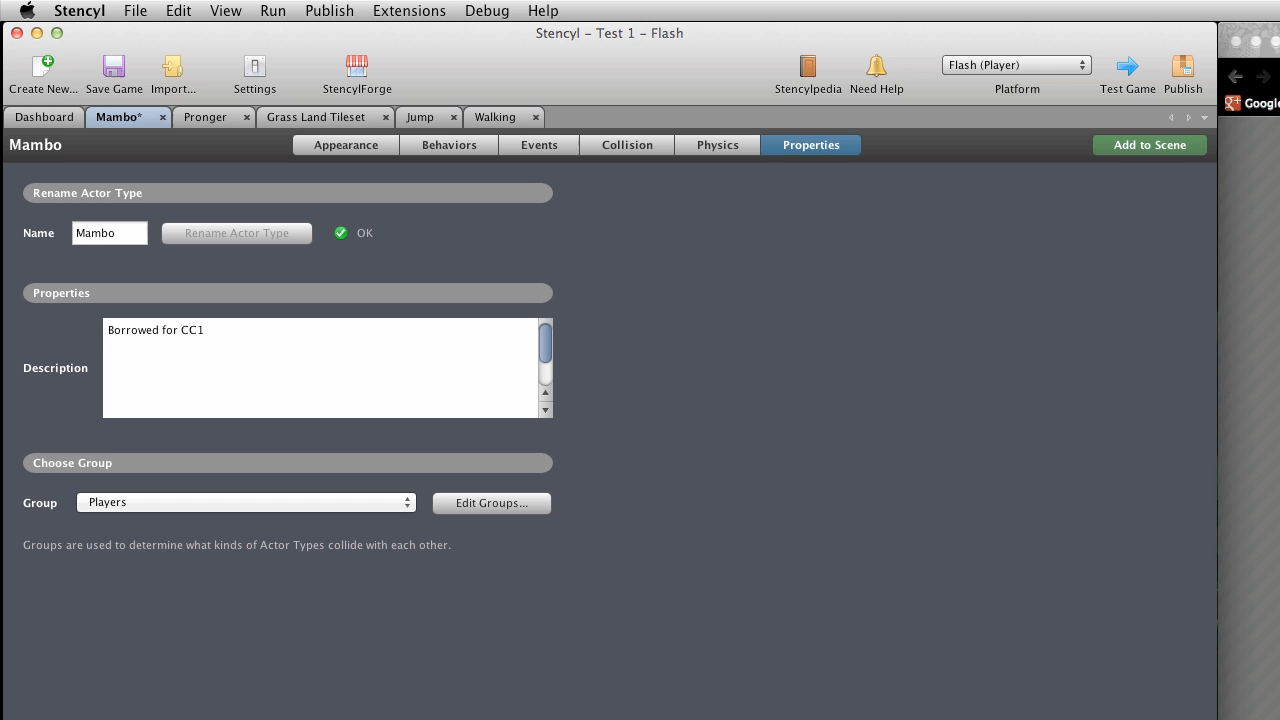 Stencyl File Edit View Run Publish Extensions Debug Help
Stencyl – Test 1 – Flash
Create New... Save Game Import... Settings StencylForge Stencylpedia Need Help Flash (Player) Platform Test Game Publish
Google
Dashboard Mambo* Pronger Grass Land Tileset Jump Walking
Mambo Appearance Behaviors Events Collision Physics Properties Add to Scene
Rename Actor Type
Name Mambo Rename Actor Type OK
Properties
Description Borrowed for CC1
Choose Group
Group Players Edit Groups...
Groups are used to determine what kinds of Actor Types collide with each other.